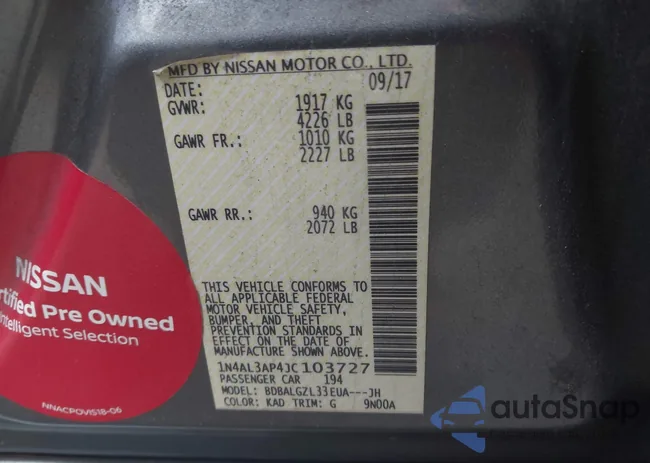 MFD BY NISSAN MOTOR CO., LTD.
DATE: 09/17
GVWR: 1917 KG
4226 LB
GAWR FR.: 1010 KG
2227 LB
GAWR RR.: 940 KG
2072 LB
THIS VEHICLE CONFORMS TO
ALL APPLICABLE FEDERAL
MOTOR VEHICLE SAFETY,
BUMPER, AND THEFT
PREVENTION STANDARDS IN
EFFECT ON THE DATE OF
MANUFACTURE SHOWN ABOVE.
1N4AL3AP4JC103727
PASSENGER CAR 194
MODEL: BDBALGZL33EUA---JH
COLOR: KAD TRIM: G 9N00A
NISSAN
rtified Pre Owned
ntelligent Selection
NNACPOVIS18-06
autoSnap